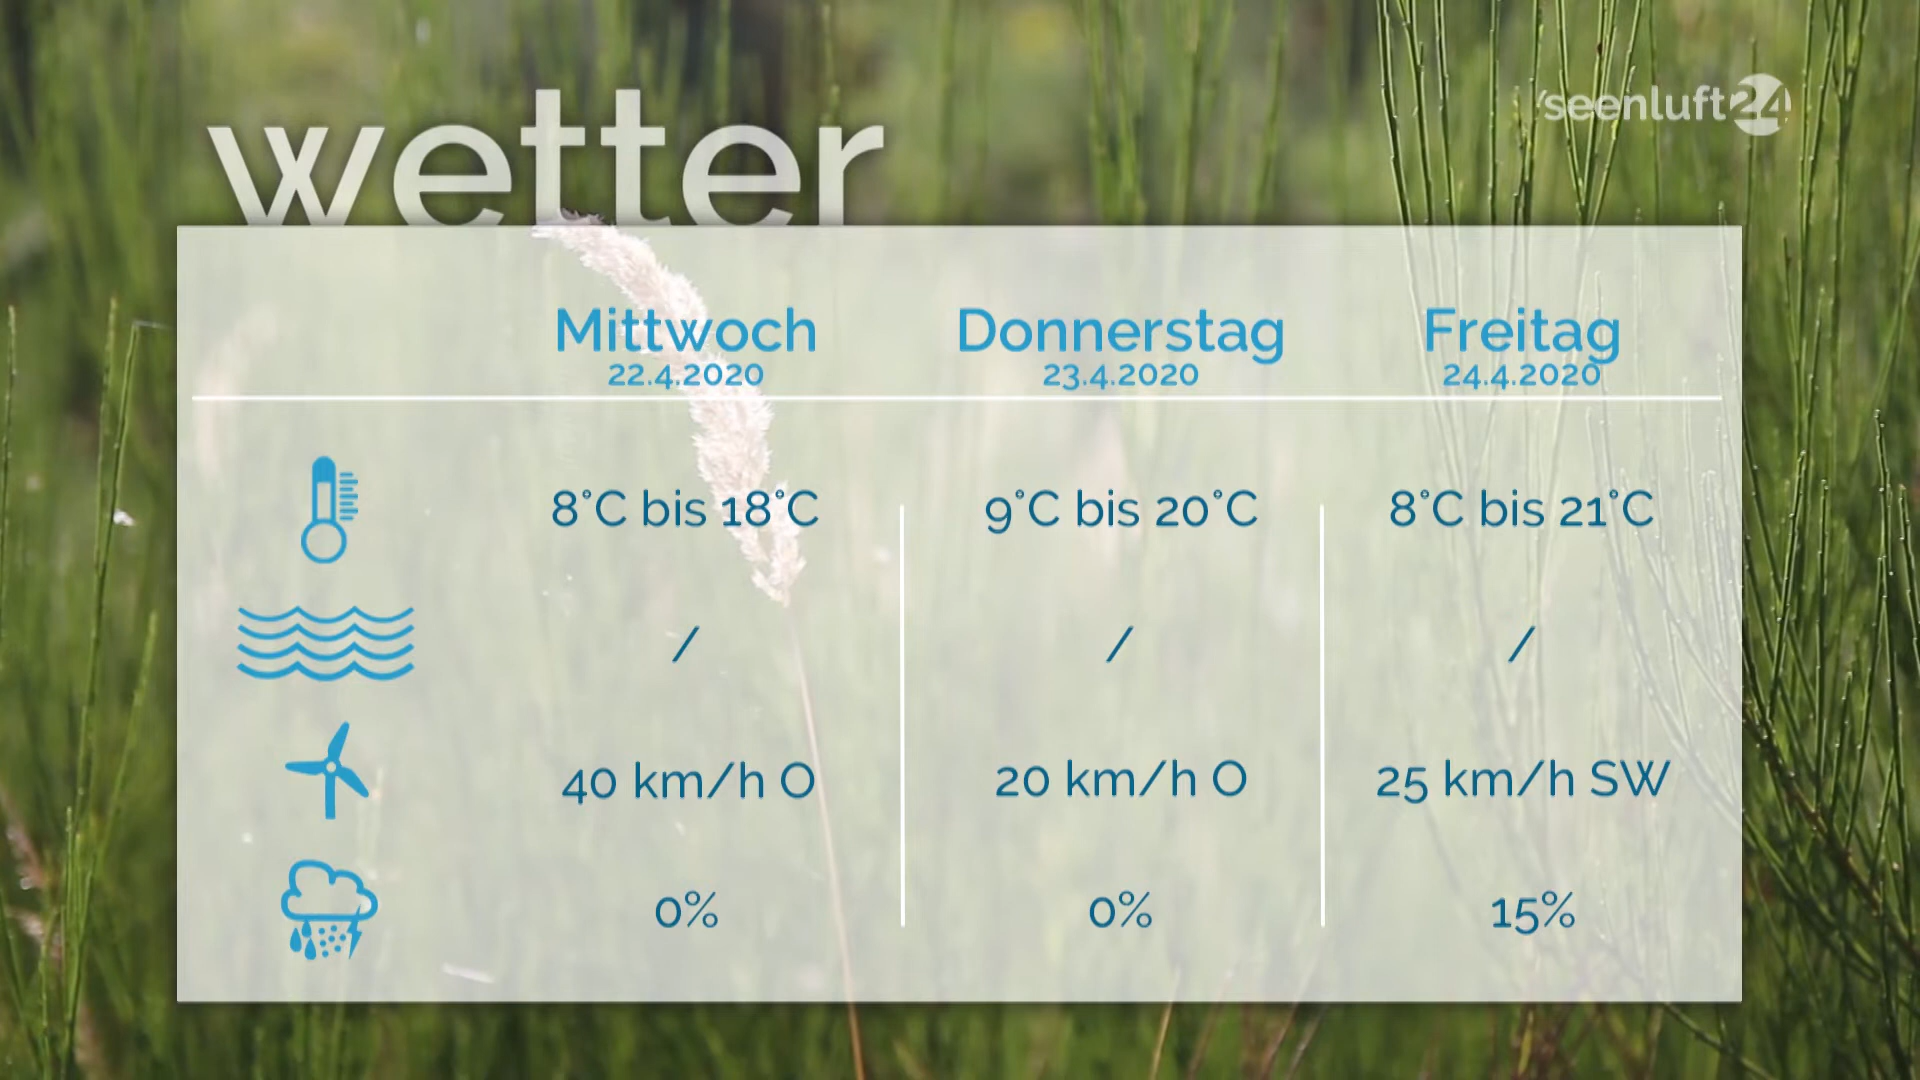 wetter
'seenluft24
Mittwoch Donnerstag Freitag
22.4.2020 23.4.2020 24.4.2020
8°C bis 18°C 9°C bis 20°C 8°C bis 21°C
/ / /
40 km/h O 20 km/h O 25 km/h SW
0% 0% 15%